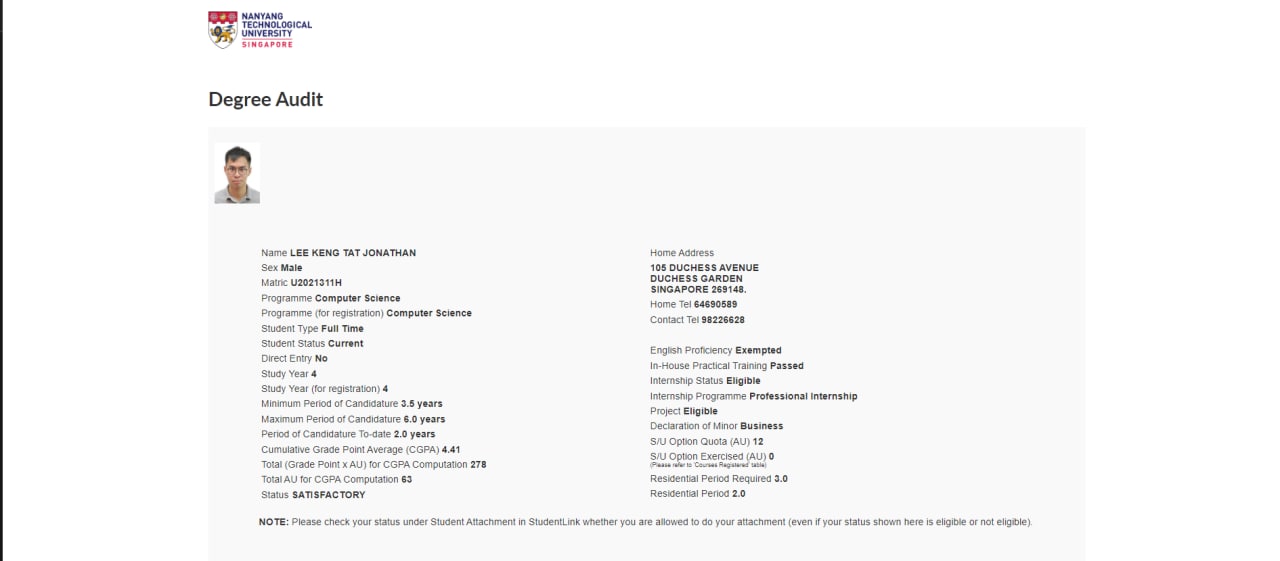 NANYANG
TECHNOLOGICAL
UNIVERSITY
SINGAPORE
Degree Audit
Name LEE KENG TAT JONATHAN
Sex Male
Matric U2021311H
Programme Computer Science
Programme (for registration) Computer Science
Student Type Full Time
Student Status Current
Direct Entry No
Study Year 4
Study Year (for registration) 4
Minimum Period of Candidature 3.5 years
Maximum Period of Candidature 6.0 years
Period of Candidature To-date 2.0 years
Cumulative Grade Point Average (CGPA) 4.41
Total (Grade Point x AU) for CGPA Computation 278
Total AU for CGPA Computation 63
Status SATISFACTORY
Home Address
105 DUCHESS AVENUE
DUCHESS GARDEN
SINGAPORE 269148.
Home Tel 64690589
Contact Tel 98226628
English Proficiency Exempted
In-House Practical Training Passed
Internship Status Eligible
Internship Programme Professional Internship
Project Eligible
Declaration of Minor Business
S/U Option Quota (AU) 12
S/U Option Exercised (AU) 0
(Please refer to 'Courses Registered' table)
Residential Period Required 3.0
Residential Period 2.0
NOTE: Please check your status under Student Attachment in StudentLink whether you are allowed to do your attachment (even if your status shown here is eligible or not eligible).